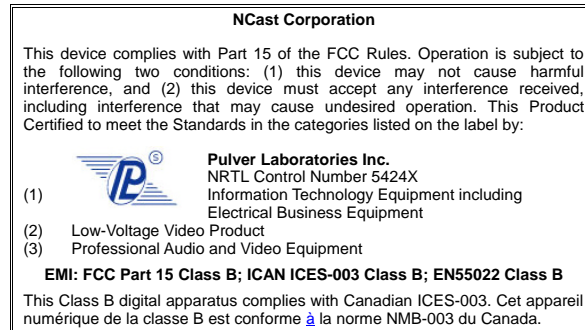 NCast Corporation
This device complies with Part 15 of the FCC Rules. Operation is subject to
the following two conditions: (1) this device may not cause harmful
interference, and (2) this device must accept any interference received,
including interference that may cause undesired operation. This Product
Certified to meet the Standards in the categories listed on the label by:
Pulver Laboratories Inc.
NRTL Control Number 5424X
(1) Information Technology Equipment including
Electrical Business Equipment
(2) Low-Voltage Video Product
(3) Professional Audio and Video Equipment
EMI: FCC Part 15 Class B; ICAN ICES-003 Class B; EN55022 Class B
This Class B digital apparatus complies with Canadian ICES-003. Cet appareil
numérique de la classe B est conforme à la norme NMB-003 du Canada.